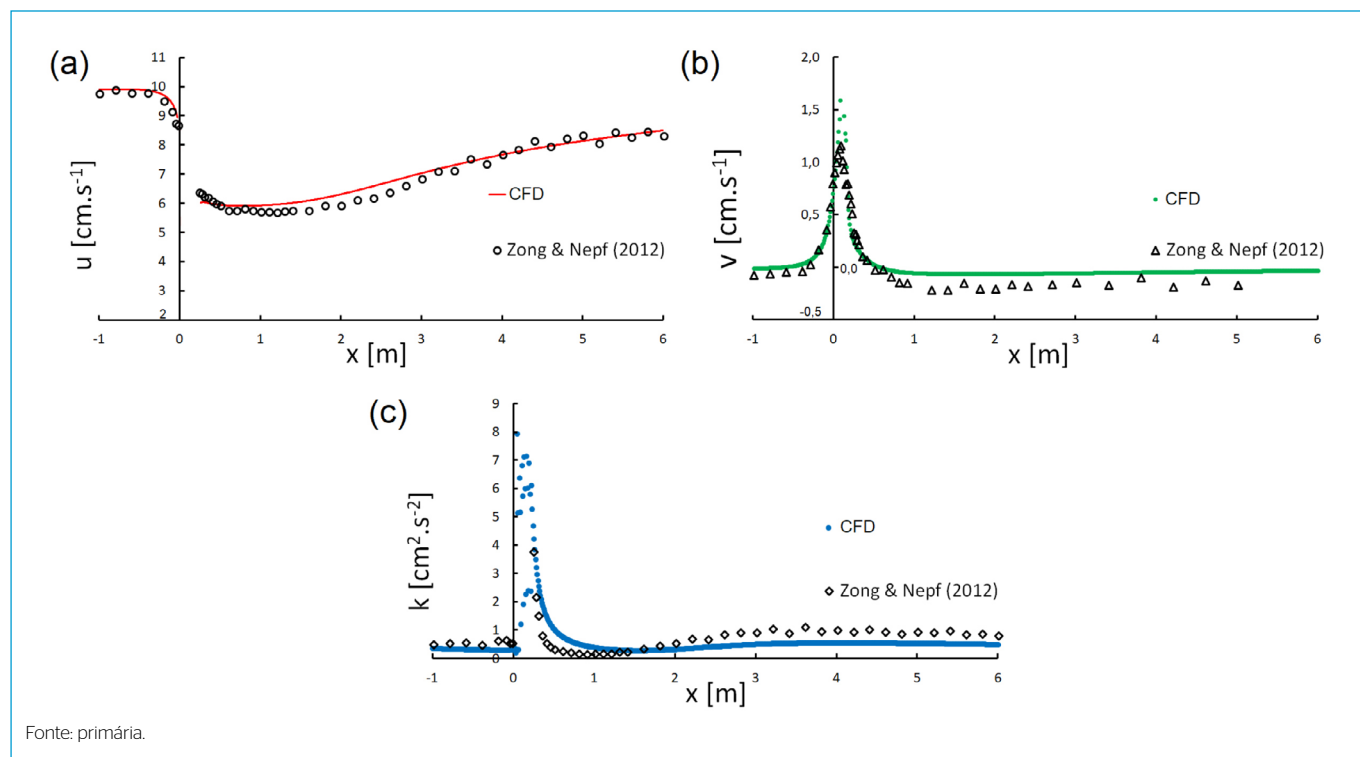 (a)
11
10
9
8
7
6
5
4
3
2
u [cm.s-1]
-1 0 1 2 3 4 5 6
x [m]
CFD
Zong & Nepf (2012)
(b)
2,0
1,5
1,0
0,5
0,0
-0,5
v [cm.s-1]
-1 0 1 2 3 4 5 6
x [m]
CFD
Zong & Nepf (2012)
(c)
9
8
7
6
5
4
3
2
1
0
k [cm2.s-2]
-1 0 1 2 3 4 5 6
x [m]
CFD
Zong & Nepf (2012)
Fonte: primária.